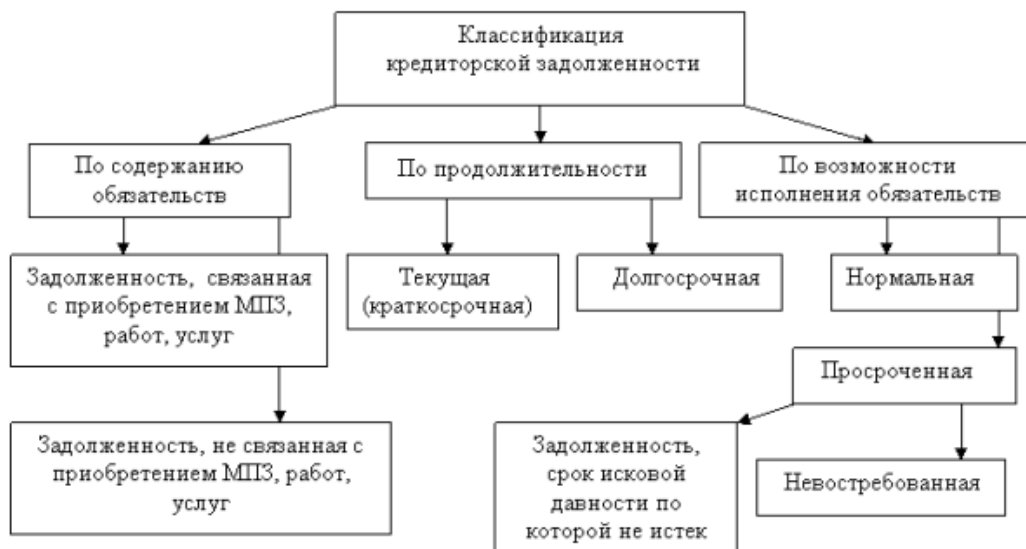 Классификация
кредиторской задолженности
По содержанию
обязательств
По продолжительности
По возможности
исполнения обязательств
Задолженность, связанная
с приобретением МПЗ,
работ, услуг
Текущая
(краткосрочная)
Долгосрочная
Нормальная
Просроченная
Задолженность, не связанная с
приобретением МПЗ, работ,
услуг
Задолженность,
срок исковой
давности по
которой не истек
Невостребованная